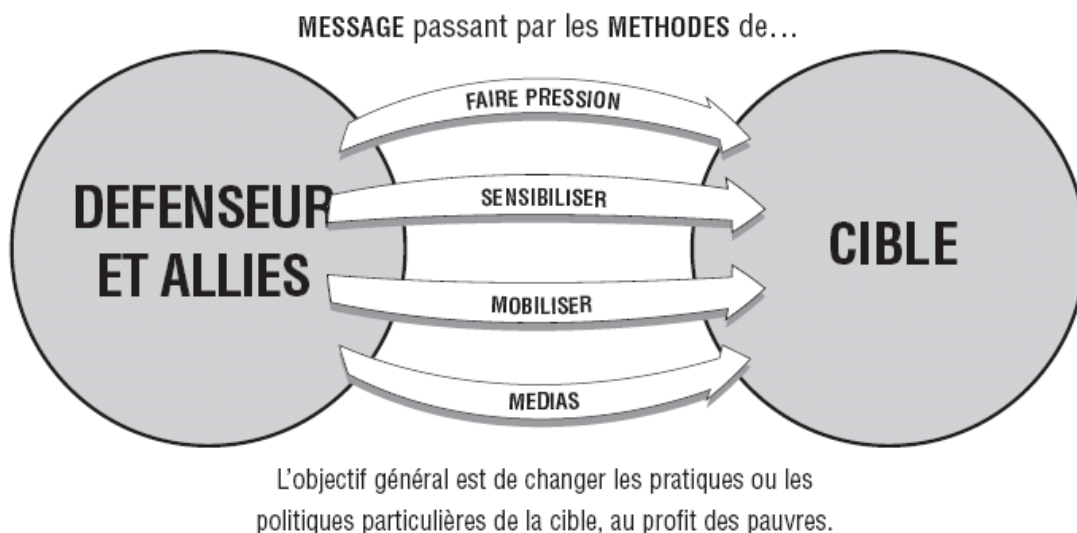 MESSAGE passant par les METHODES de...
FAIRE PRESSION
DEFENSEUR
ET ALLIES
SENSIBILISER
CIBLE
MOBILISER
MEDIAS
L'objectif général est de changer les pratiques ou les
politiques particulières de la cible, au profit des pauvres.